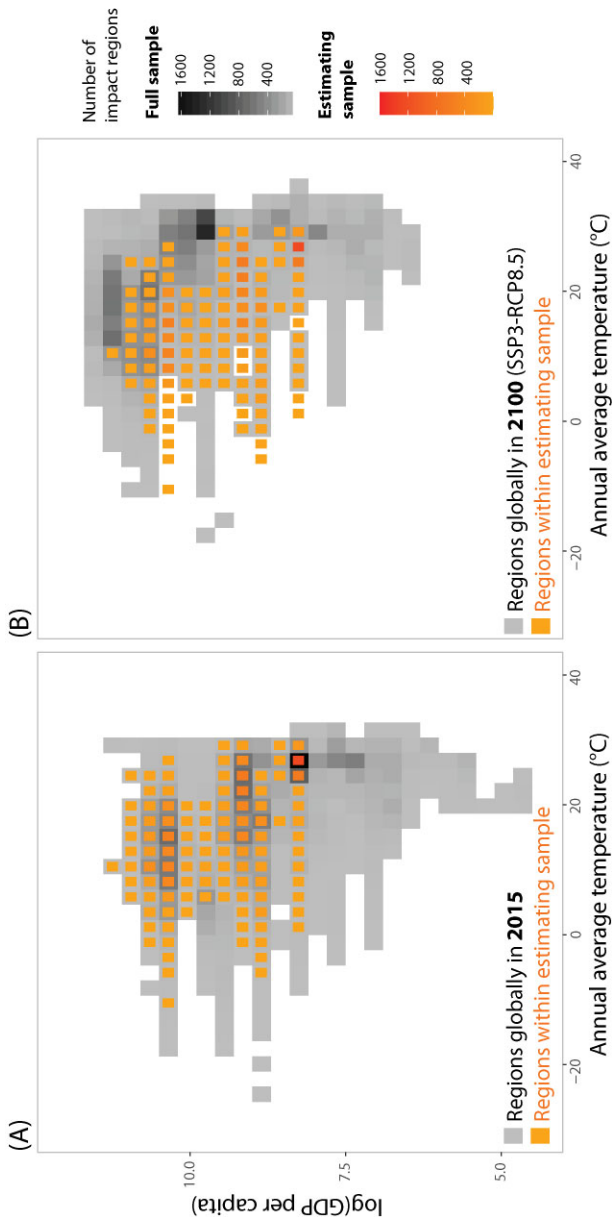 (A)
log(GDP per capita)
10.0
7.5
5.0
Regions globally in 2015
Regions within estimating sample
−20
0
20
40
Annual average temperature (°C)
(B)
Regions globally in 2100 (SSP3-RCP8.5)
Regions within estimating sample
−20
0
20
40
Annual average temperature (°C)
Number of
impact regions
Full sample
1600
1200
800
400
Estimating
sample
1600
1200
800
400